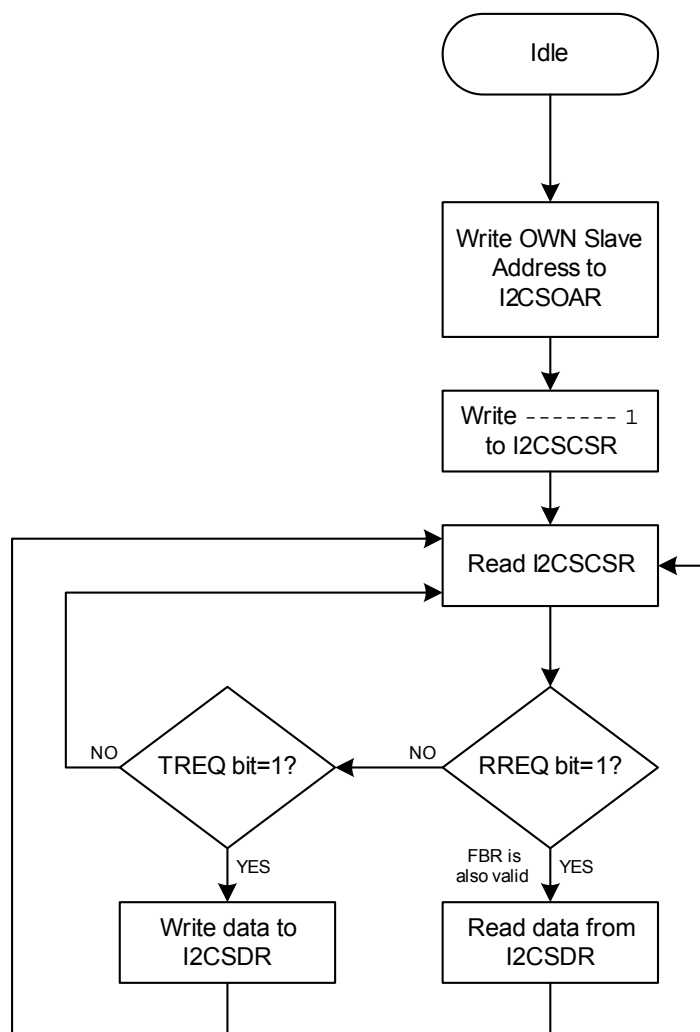 Idle
Write OWN Slave
Address to
I2CSOAR
Write ------- 1
to I2CSCSR
Read I2CSCSR
NO
TREQ bit=1?
NO
RREQ bit=1?
YES
FBR is
also valid
YES
Write data to
I2CSDR
Read data from
I2CSDR